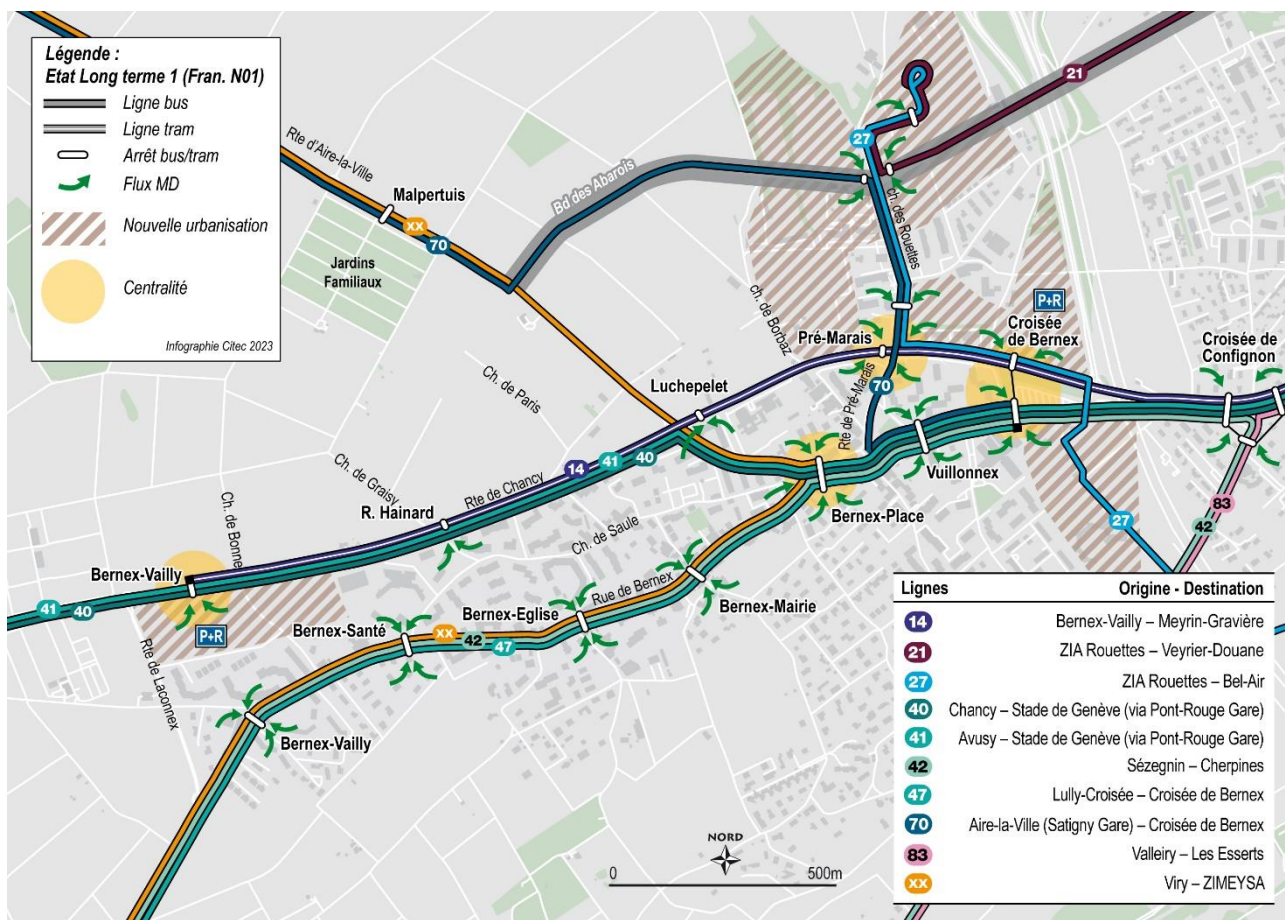 Légende :
Etat Long terme 1 (Fran. N01)
Ligne bus
Ligne tram
Arrêt bus/tram
Flux MD
Nouvelle urbanisation
Centralité
Infographie Citec 2023
21
27
Rte d'Aire-la-Ville
Malpertuis
XX
70
Bd des Abarois
ch. des Rouettes
Jardins
Familiaux
P+R
ch. de Borbaz
Pré-Marais
Croisée
de Bernex
Croisée de
Confignon
Luchepelet
Ch. de Paris
70
Rte de Pré-Marais
Ch. de Graisy
14
41
40
Rte de Chancy
Vuillonnex
R. Hainard
Bernex-Place
Ch. de Bonne
Ch. de Saule
83
42
27
Bernex-Vailly
41
40
Rue de Bernex
Bernex-Eglise
Bernex-Mairie
P+R
Bernex-Santé
XX
42
47
Rte de Laconnex
Bernex-Vailly
NORD
0
500m
Lignes Origine - Destination
14 Bernex-Vailly – Meyrin-Gravière
21 ZIA Rouettes – Veyrier-Douane
27 ZIA Rouettes – Bel-Air
40 Chancy – Stade de Genève (via Pont-Rouge Gare)
41 Avusy – Stade de Genève (via Pont-Rouge Gare)
42 Sézegnin – Cherpines
47 Lully-Croisée – Croisée de Bernex
70 Aire-la-Ville (Satigny Gare) – Croisée de Bernex
83 Valleiry – Les Esserts
XX Viry – ZIMEYSA